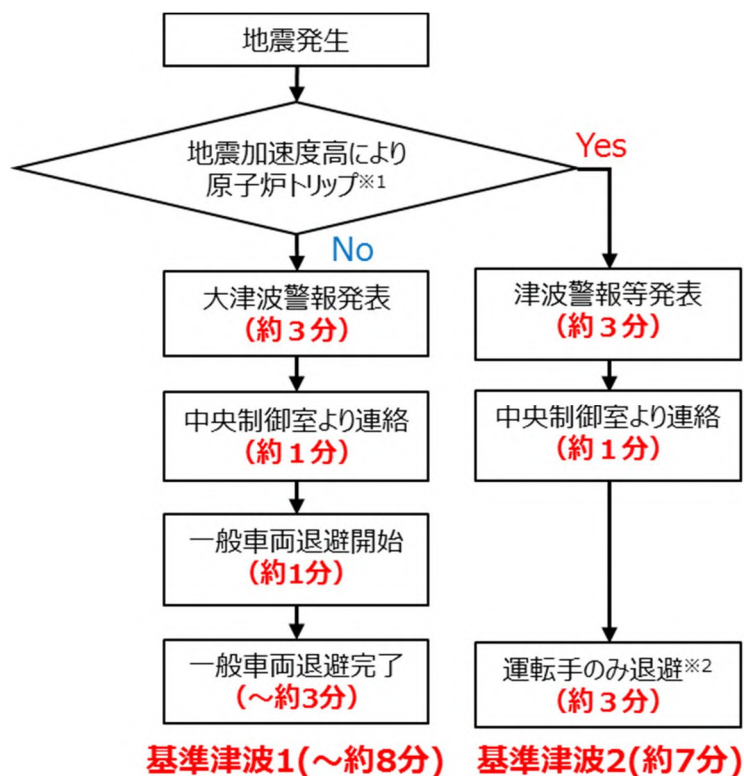 地震発生
地震加速度高により
原子炉トリップ※1
Yes
No
大津波警報発表
(約３分)
中央制御室より連絡
(約１分)
一般車両退避開始
(約1分)
一般車両退避完了
(～約3分)
基準津波1(～約8分)
津波警報等発表
(約３分)
中央制御室より連絡
(約１分)
運転手のみ退避※2
(約３分)
基準津波2(約7分)